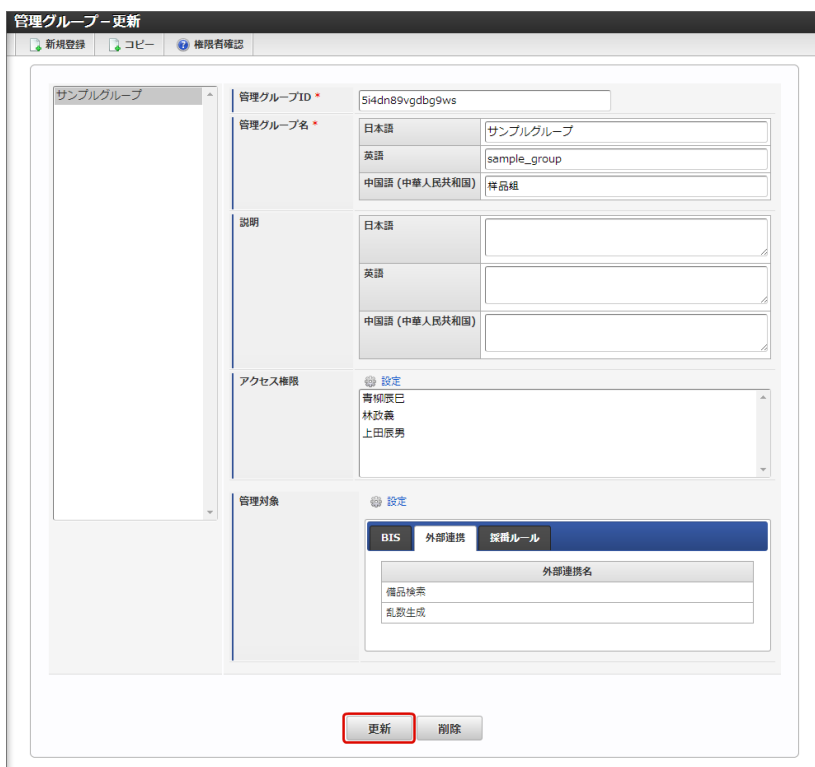 管理グループ－更新
新規登録 コピー 権限者確認
サンプルグループ
管理グループID *
5i4dn89vgdbg9ws
管理グループ名 *
日本語
サンプルグループ
英語
sample_group
中国語 (中華人民共和国)
样品组
説明
日本語
英語
中国語 (中華人民共和国)
アクセス権限
設定
青柳辰巳
林政義
上田辰男
管理対象
設定
BIS 外部連携 採番ルール
外部連携名
備品検索
乱数生成
更新 削除